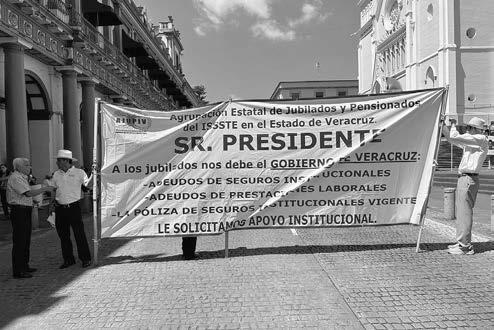 Agrupación Estatal de Jubilados y Pensionados
AJUPIV
del ISSSTE en el Estado de Veracruz.
SR. PRESIDENTE
A los jubilados nos debe el GOBIERNO de VERACRUZ:
-ADEUDOS DE SEGUROS INSTITUCIONALES
-ADEUDOS DE PRESTACIONES LABORALES
-LA PÓLIZA DE SEGUROS INSTITUCIONALES VIGENTE
LE SOLICITAMOS APOYO INSTITUCIONAL.